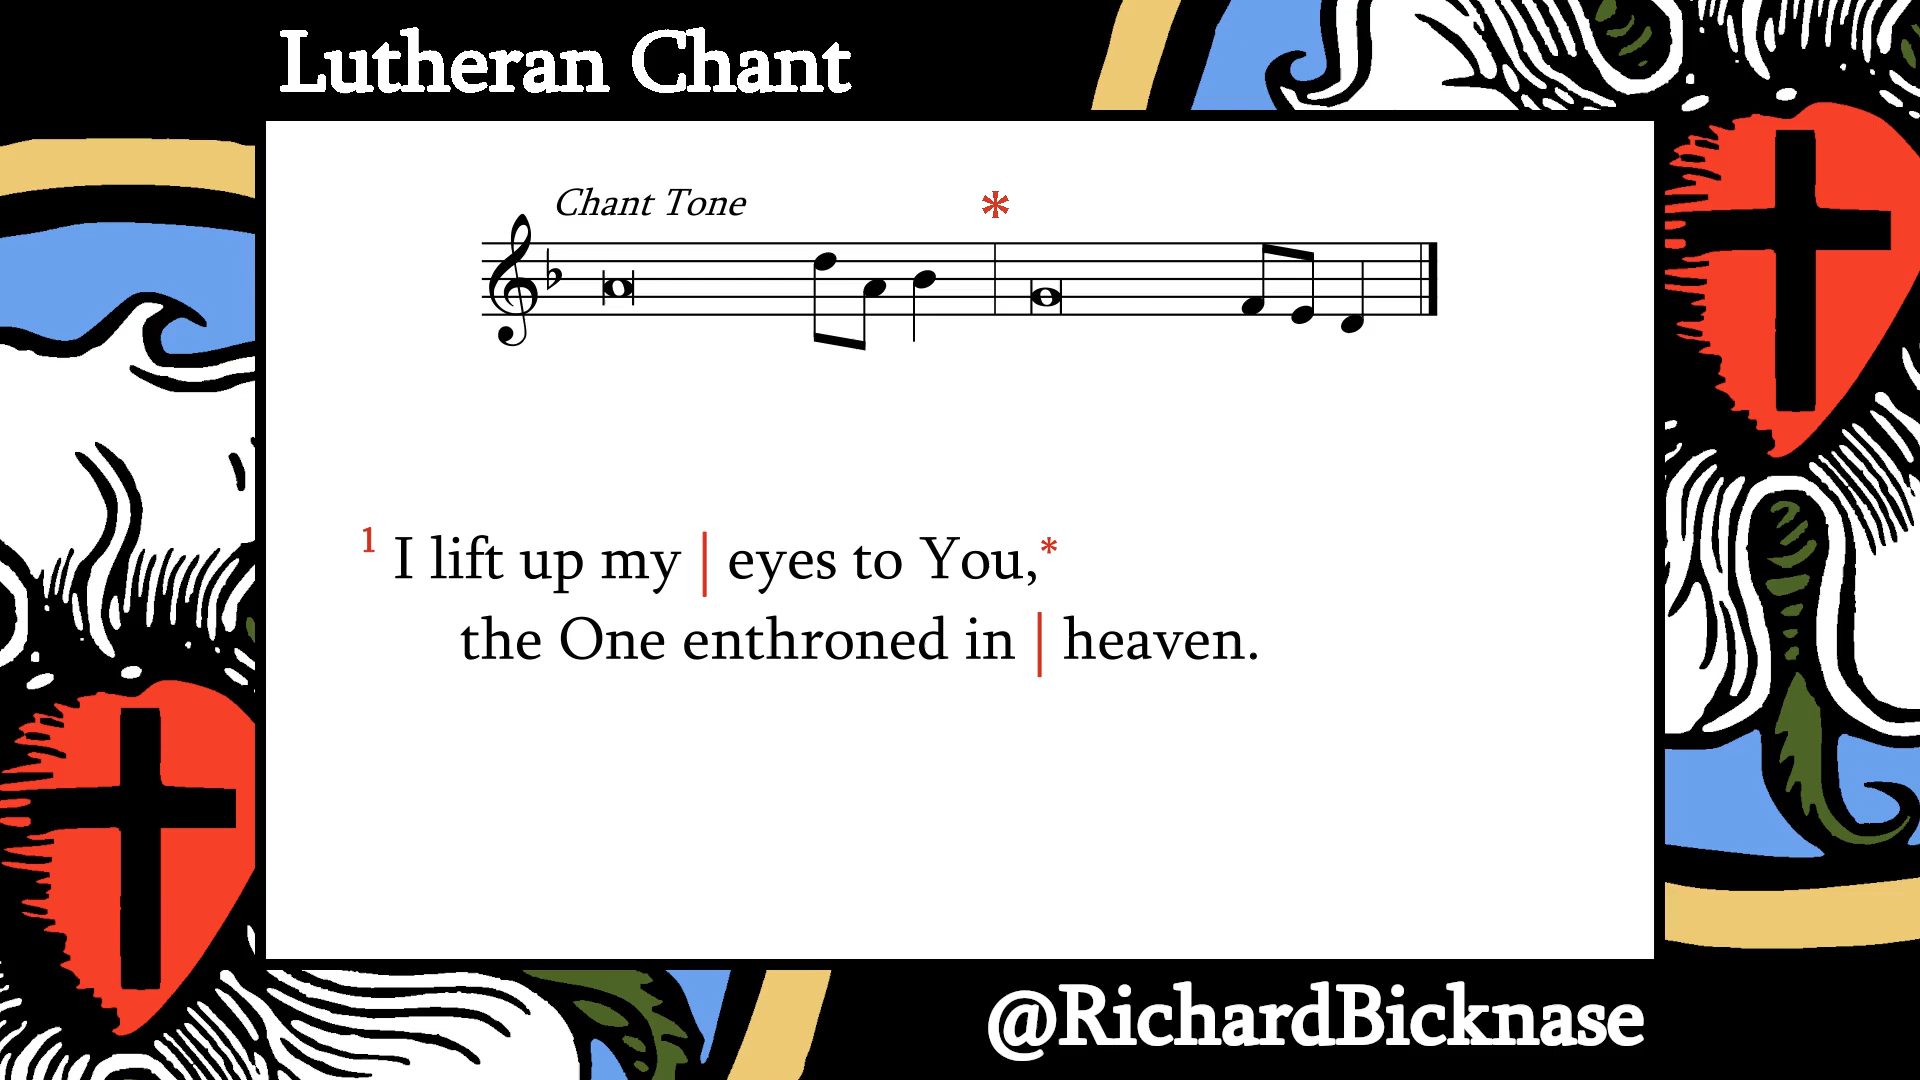 Lutheran Chant
Chant Tone
*
1 I lift up my | eyes to You,*
the One enthroned in | heaven.
@RichardBicknase